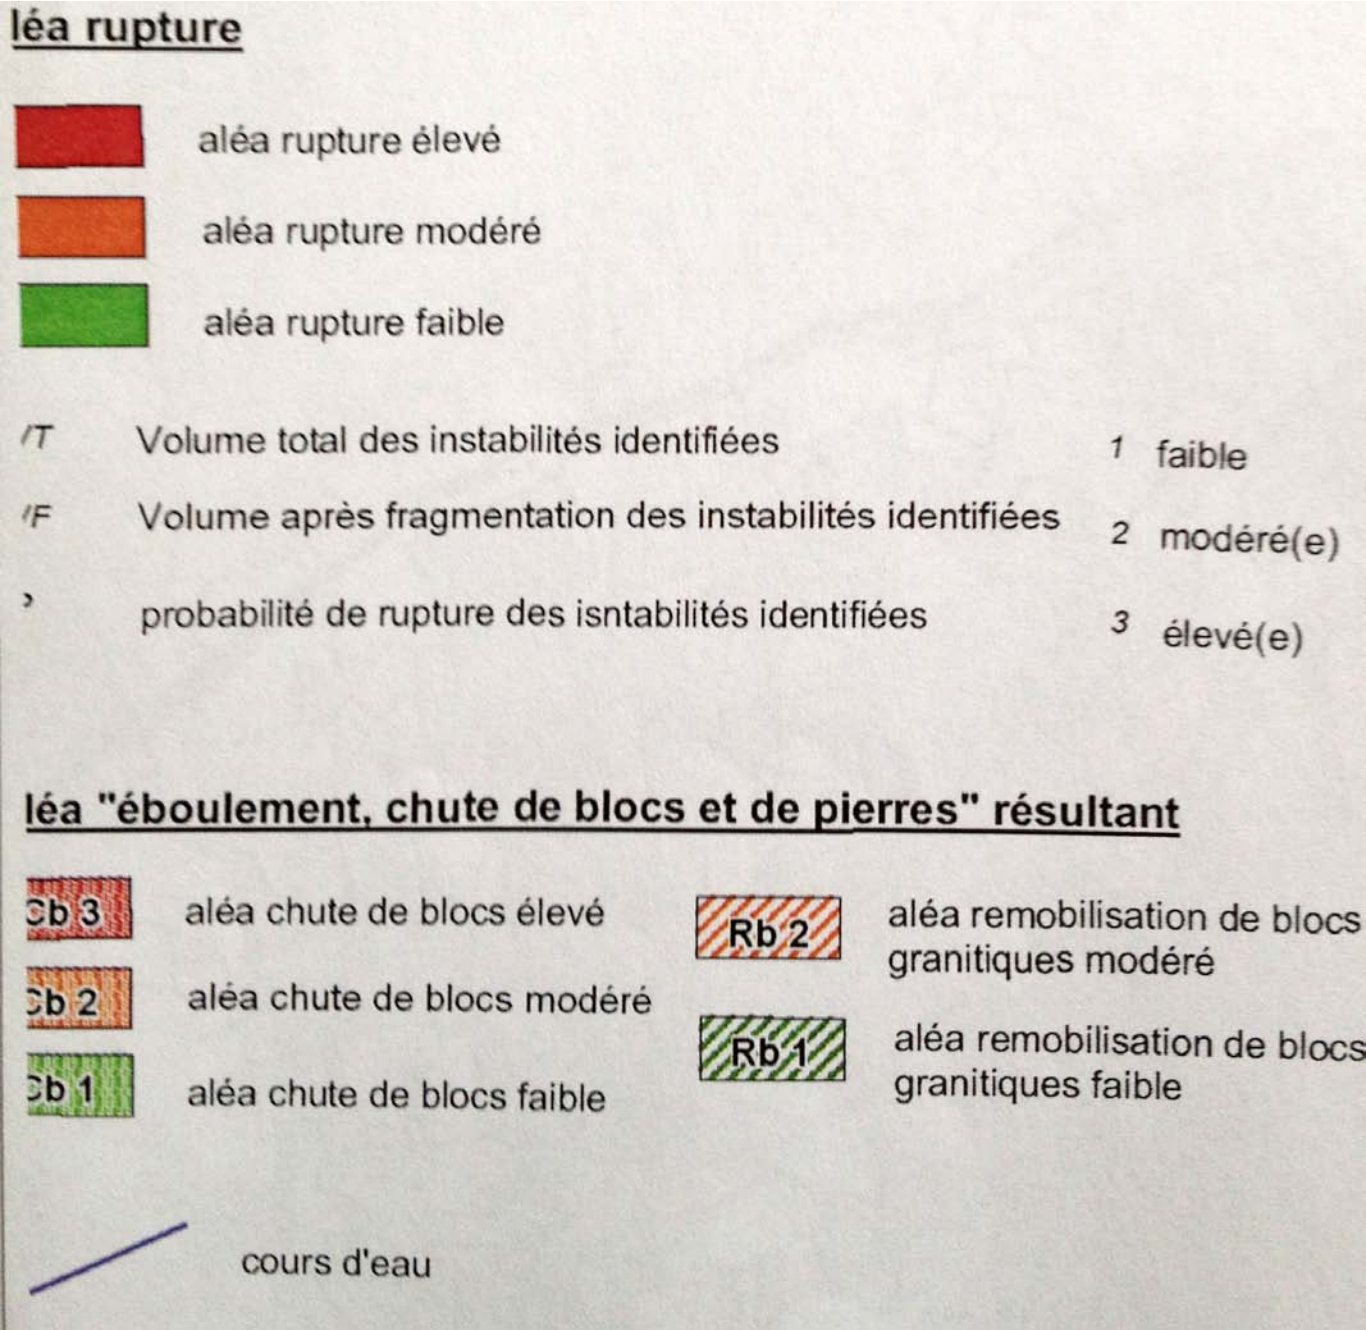 léa rupture
aléa rupture élevé
aléa rupture modéré
aléa rupture faible
/T Volume total des instabilités identifiées
/F Volume après fragmentation des instabilités identifiées
probabilité de rupture des isntabilités identifiées
1 faible
2 modéré(e)
3 élevé(e)
léa "éboulement, chute de blocs et de pierres" résultant
Cb 3 aléa chute de blocs élevé
Cb 2 aléa chute de blocs modéré
Cb 1 aléa chute de blocs faible
Rb 2 aléa remobilisation de blocs
granitiques modéré
Rb 1 aléa remobilisation de blocs
granitiques faible
cours d'eau